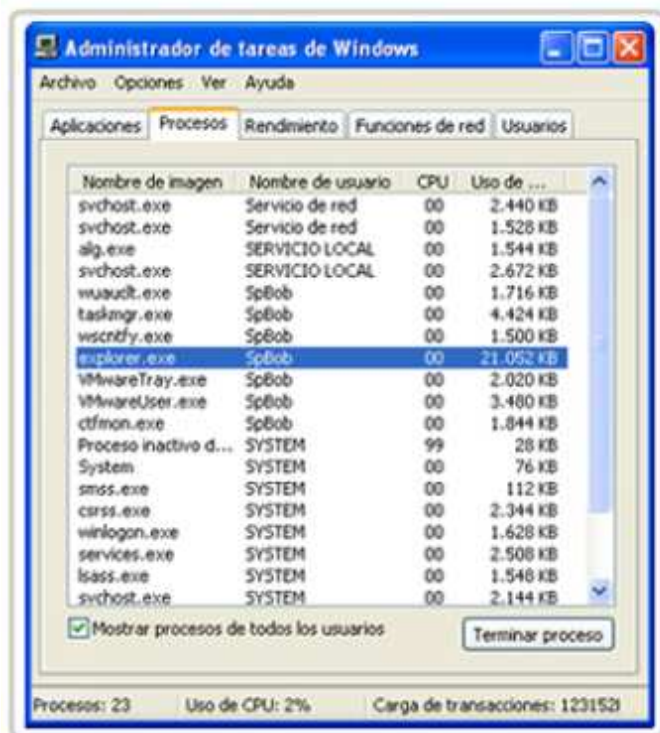 Administrador de tareas de Windows
Archivo Opciones Ver Ayuda
Aplicaciones Procesos Rendimiento Funciones de red Usuarios
Nombre de imagen Nombre de usuario CPU Uso de ...
svchost.exe Servicio de red 00 2.440 KB
svchost.exe Servicio de red 00 1.528 KB
alg.exe SERVICIO LOCAL 00 1.544 KB
svchost.exe SERVICIO LOCAL 00 2.672 KB
wuauclt.exe SpBob 00 1.716 KB
taskmgr.exe SpBob 00 4.424 KB
wscntfy.exe SpBob 00 1.500 KB
explorer.exe SpBob 00 21.052 KB
VMwareTray.exe SpBob 00 2.020 KB
VMwareUser.exe SpBob 00 3.480 KB
ctfmon.exe SpBob 00 1.844 KB
Proceso inactivo d... SYSTEM 99 28 KB
System SYSTEM 00 76 KB
smss.exe SYSTEM 00 112 KB
csrss.exe SYSTEM 00 2.344 KB
winlogon.exe SYSTEM 00 1.628 KB
services.exe SYSTEM 00 2.508 KB
lsass.exe SYSTEM 00 1.548 KB
svchost.exe SYSTEM 00 2.144 KB
Mostrar procesos de todos los usuarios Terminar proceso
Procesos: 23 Uso de CPU: 2% Carga de transacciones: